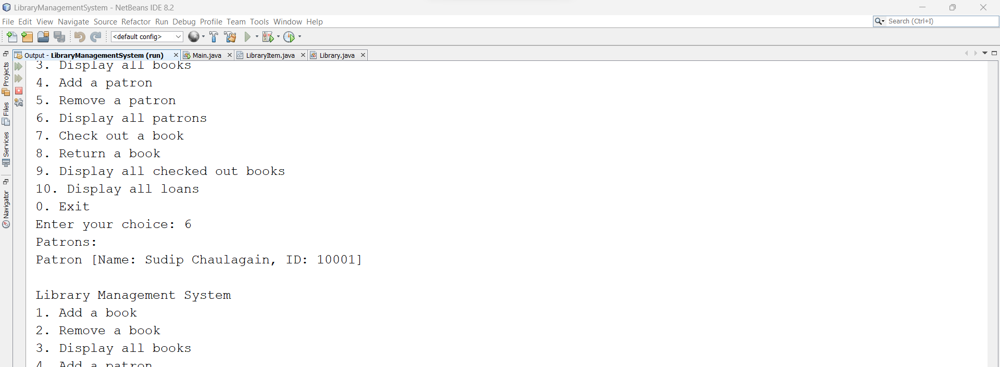 LibraryManagementSystem - NetBeans IDE 8.2
File Edit View Navigate Source Refactor Run Debug Profile Team Tools Window Help
Search (Ctrl+I)
<default config>
Output - LibraryManagementSystem (run)
Main.java
LibraryItem.java
Library.java
Projects
Files
Services
Navigator
3. Display all books
4. Add a patron
5. Remove a patron
6. Display all patrons
7. Check out a book
8. Return a book
9. Display all checked out books
10. Display all loans
0. Exit
Enter your choice: 6
Patrons:
Patron [Name: Sudip Chaulagain, ID: 10001]
Library Management System
1. Add a book
2. Remove a book
3. Display all books
4. Add a patron